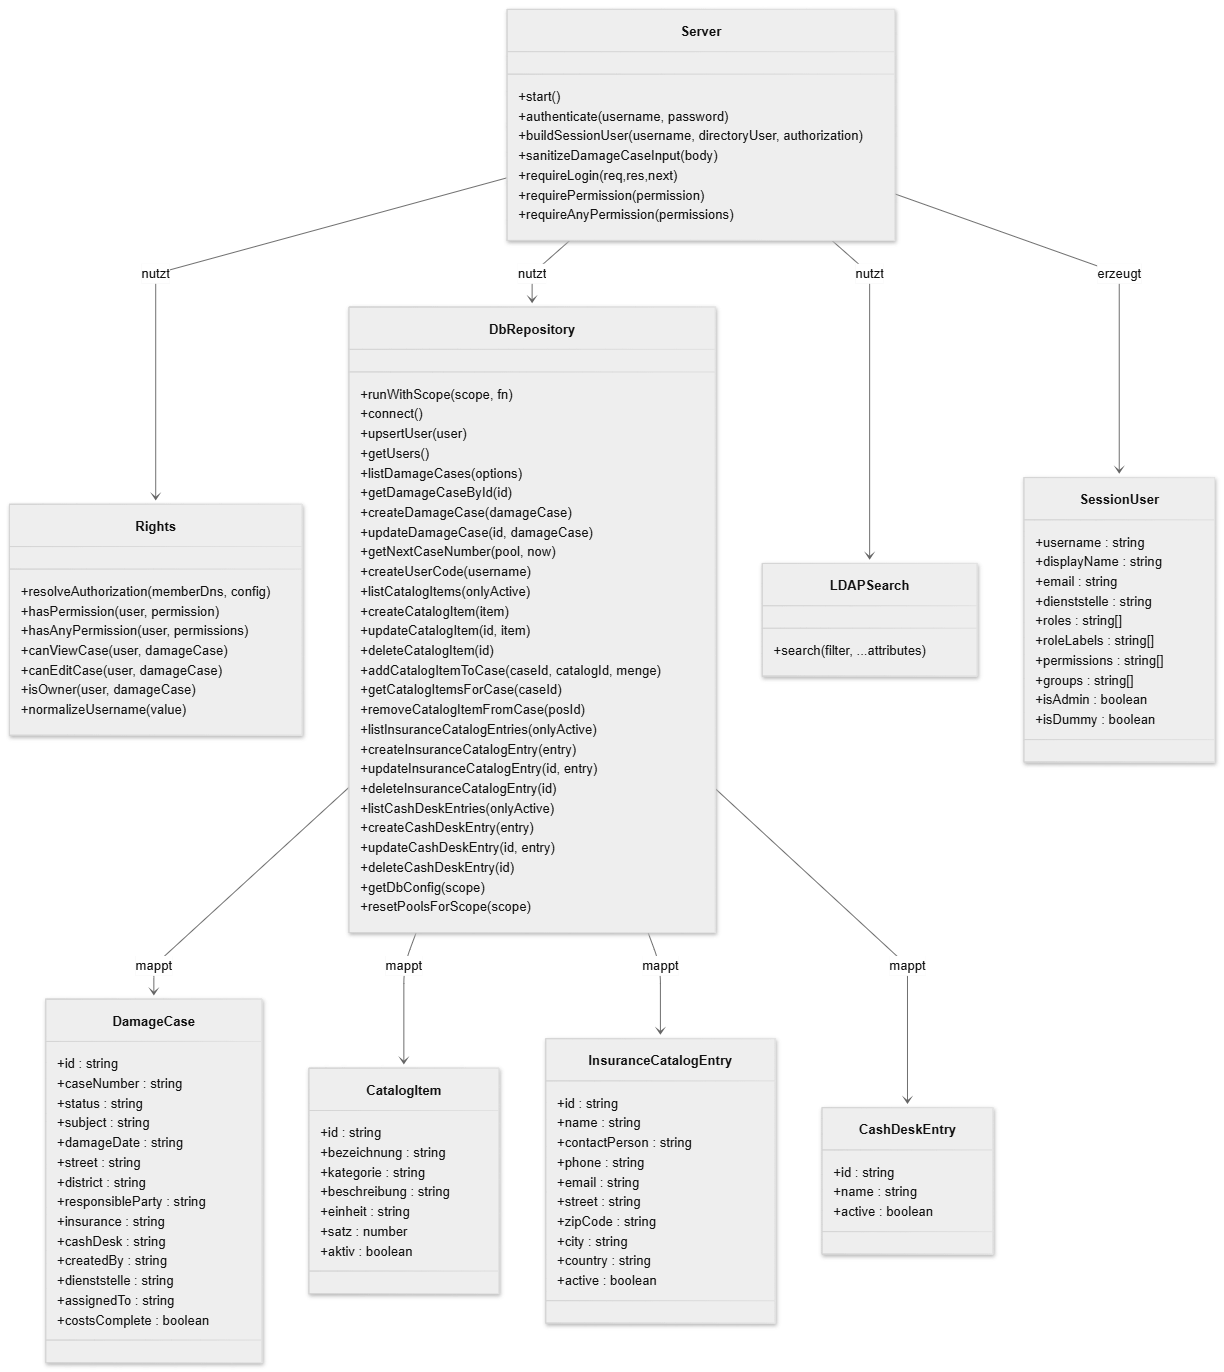 Server
+start()
+authenticate(username, password)
+buildSessionUser(username, directoryUser, authorization)
+sanitizeDamageCaseInput(body)
+requireLogin(req,res,next)
+requirePermission(permission)
+requireAnyPermission(permissions)
nutzt
nutzt
nutzt
erzeugt
DbRepository
+runWithScope(scope, fn)
+connect()
+upsertUser(user)
+getUsers()
+listDamageCases(options)
+getDamageCaseById(id)
+createDamageCase(damageCase)
+updateDamageCase(id, damageCase)
+getNextCaseNumber(pool, now)
+createUserCode(username)
+listCatalogItems(onlyActive)
+createCatalogItem(item)
+updateCatalogItem(id, item)
+deleteCatalogItem(id)
+addCatalogItemToCase(caseId, catalogId, menge)
+getCatalogItemsForCase(caseId)
+removeCatalogItemFromCase(posId)
+listInsuranceCatalogEntries(onlyActive)
+createInsuranceCatalogEntry(entry)
+updateInsuranceCatalogEntry(id, entry)
+deleteInsuranceCatalogEntry(id)
+listCashDeskEntries(onlyActive)
+createCashDeskEntry(entry)
+updateCashDeskEntry(id, entry)
+deleteCashDeskEntry(id)
+getDbConfig(scope)
+resetPoolsForScope(scope)
Rights
+resolveAuthorization(memberDns, config)
+hasPermission(user, permission)
+hasAnyPermission(user, permissions)
+canViewCase(user, damageCase)
+canEditCase(user, damageCase)
+isOwner(user, damageCase)
+normalizeUsername(value)
LDAPSearch
+search(filter, ...attributes)
SessionUser
+username : string
+displayName : string
+email : string
+dienststelle : string
+roles : string[]
+roleLabels : string[]
+permissions : string[]
+groups : string[]
+isAdmin : boolean
+isDummy : boolean
mappt
mappt
mappt
mappt
DamageCase
+id : string
+caseNumber : string
+status : string
+subject : string
+damageDate : string
+street : string
+district : string
+responsibleParty : string
+insurance : string
+cashDesk : string
+createdBy : string
+dienststelle : string
+assignedTo : string
+costsComplete : boolean
CatalogItem
+id : string
+bezeichnung : string
+kategorie : string
+beschreibung : string
+einheit : string
+satz : number
+aktiv : boolean
InsuranceCatalogEntry
+id : string
+name : string
+contactPerson : string
+phone : string
+email : string
+street : string
+zipCode : string
+city : string
+country : string
+active : boolean
CashDeskEntry
+id : string
+name : string
+active : boolean